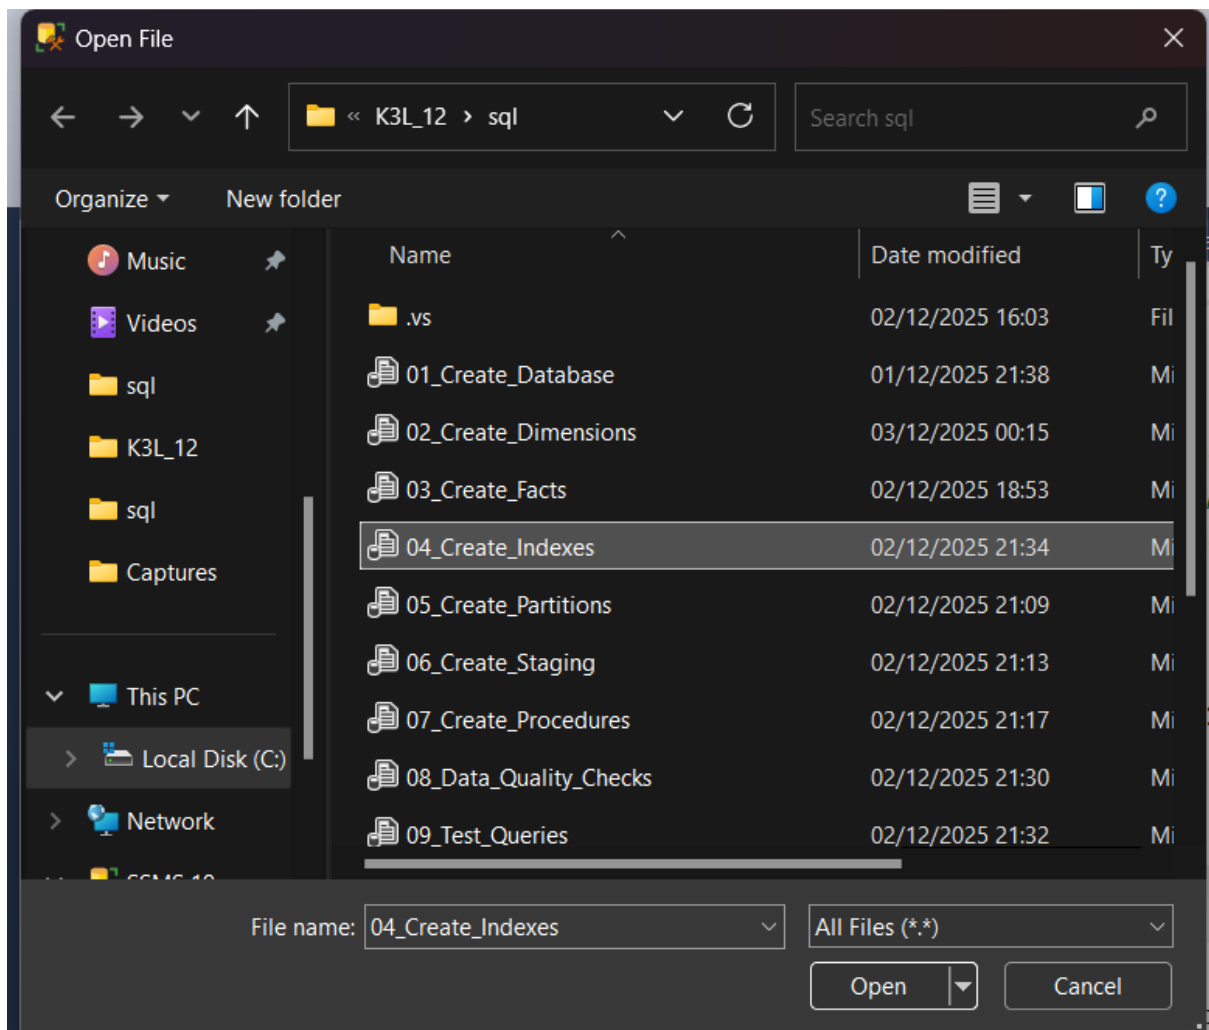 Open File
« K3L_12 > sql
Search sql
Organize
New folder
Name
Date modified
Ty
Music
Videos
sql
K3L_12
sql
Captures
This PC
Local Disk (C:)
Network
.vs 02/12/2025 16:03 Fil
01_Create_Database 01/12/2025 21:38 Mi
02_Create_Dimensions 03/12/2025 00:15 Mi
03_Create_Facts 02/12/2025 18:53 Mi
04_Create_Indexes 02/12/2025 21:34 Mi
05_Create_Partitions 02/12/2025 21:09 Mi
06_Create_Staging 02/12/2025 21:13 Mi
07_Create_Procedures 02/12/2025 21:17 Mi
08_Data_Quality_Checks 02/12/2025 21:30 Mi
09_Test_Queries 02/12/2025 21:32 Mi
File name: 04_Create_Indexes
All Files (*.*)
Open
Cancel